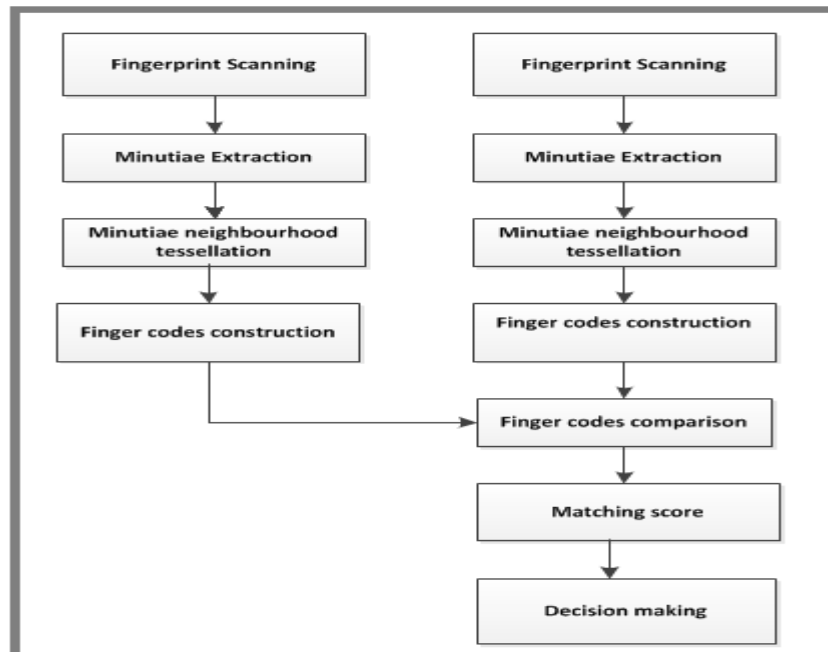 Fingerprint Scanning
Minutiae Extraction
Minutiae neighbourhood
tessellation
Finger codes construction
Fingerprint Scanning
Minutiae Extraction
Minutiae neighbourhood
tessellation
Finger codes construction
Finger codes comparison
Matching score
Decision making